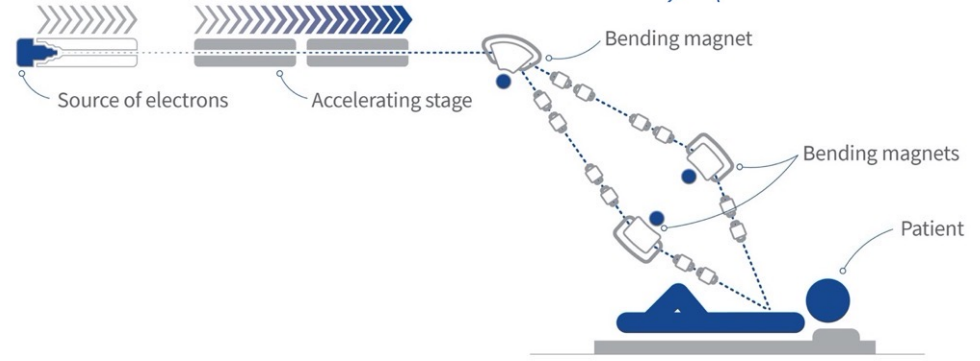 Bending magnet
Source of electrons
Accelerating stage
Bending magnets
Patient